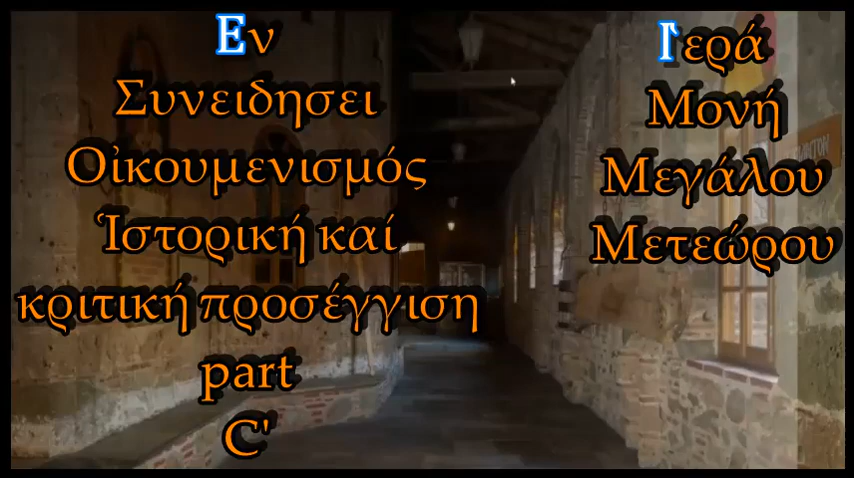 Εν
Συνειδησει
Οἰκουμενισμός
Ἱστορική καί
κριτική προσέγγιση
part
C'
Ἱερά
Μονή
Μεγάλου
Μετεώρου